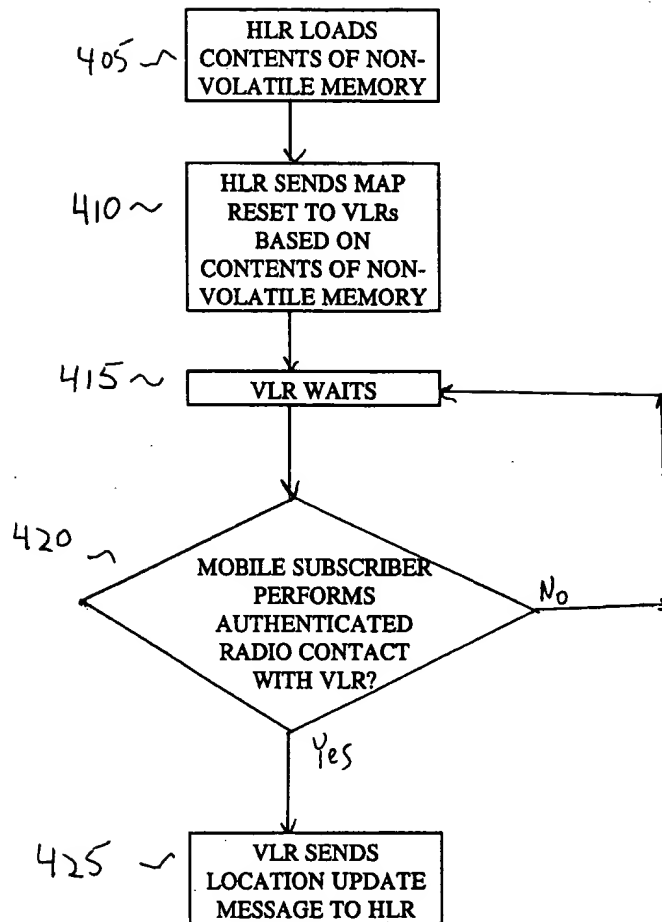 405
HLR LOADS
CONTENTS OF NON-
VOLATILE MEMORY
410
HLR SENDS MAP
RESET TO VLRs
BASED ON
CONTENTS OF NON-
VOLATILE MEMORY
415
VLR WAITS
420
MOBILE SUBSCRIBER
PERFORMS
AUTHENTICATED
RADIO CONTACT
WITH VLR?
No
Yes
425
VLR SENDS
LOCATION UPDATE
MESSAGE TO HLR